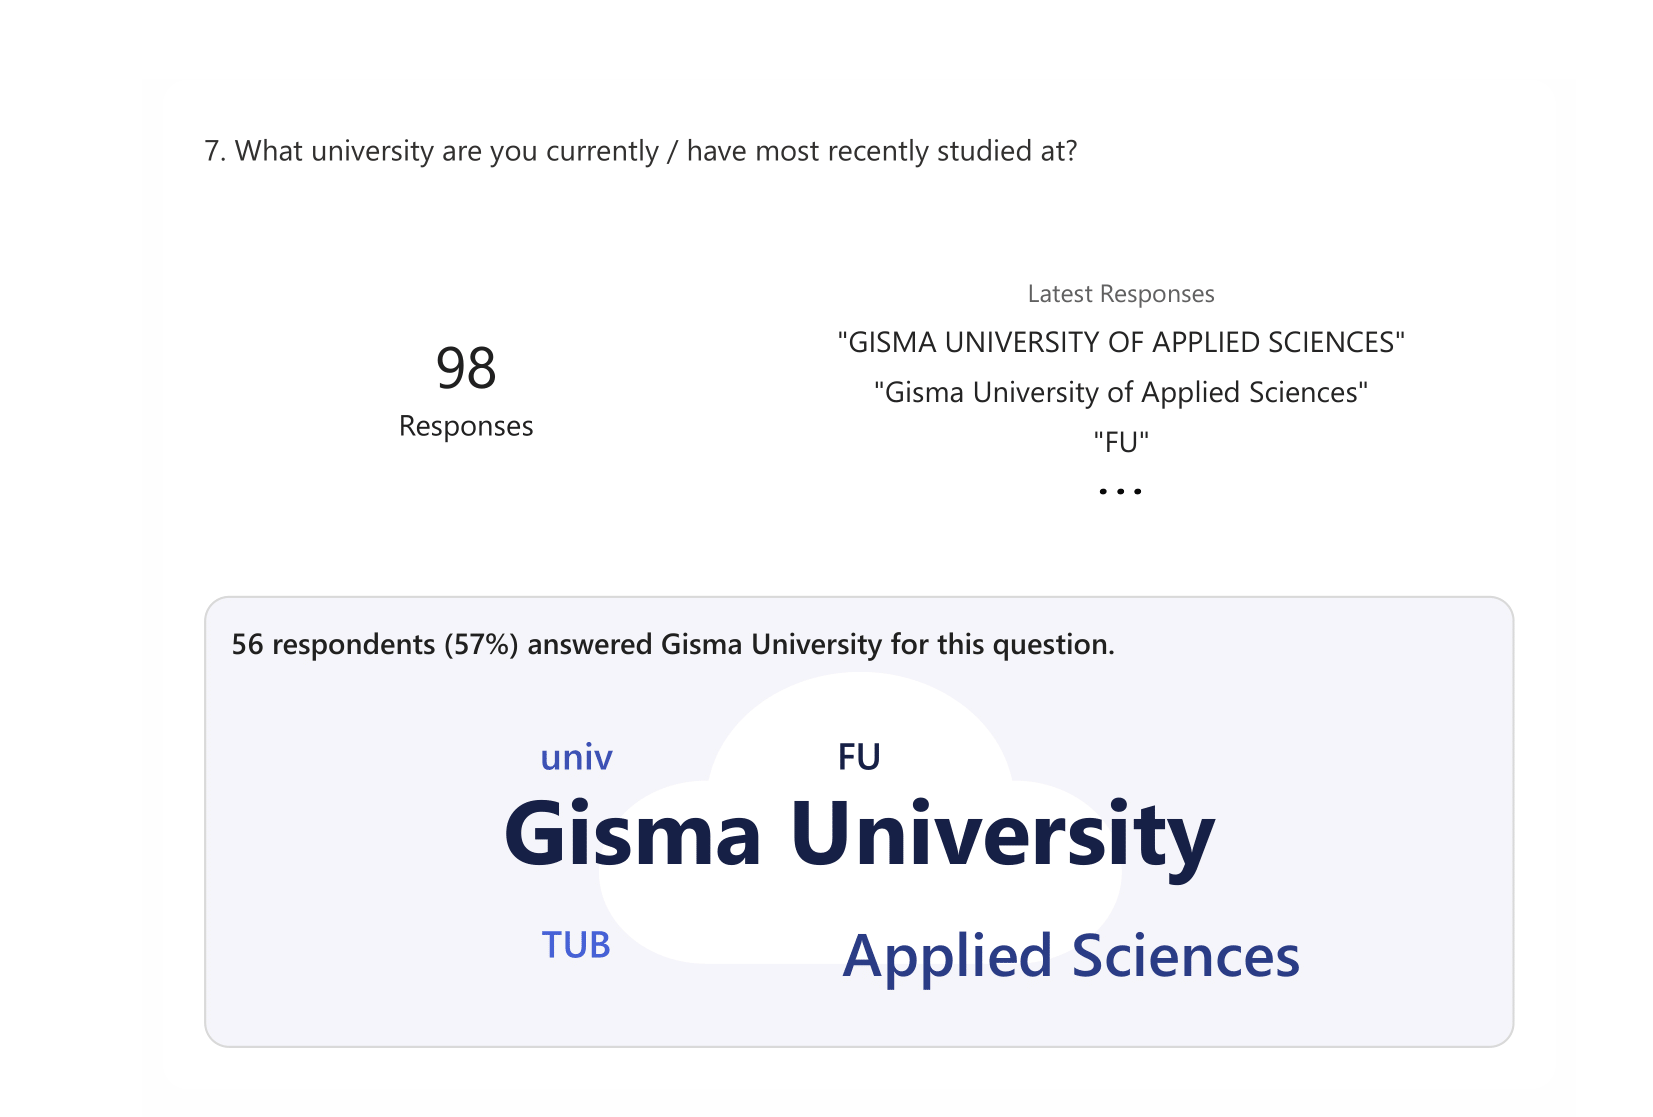 7. What university are you currently / have most recently studied at?
98
Responses
Latest Responses
"GISMA UNIVERSITY OF APPLIED SCIENCES"
"Gisma University of Applied Sciences"
"FU"
...
56 respondents (57%) answered Gisma University for this question.
univ
FU
Gisma University
TUB
Applied Sciences